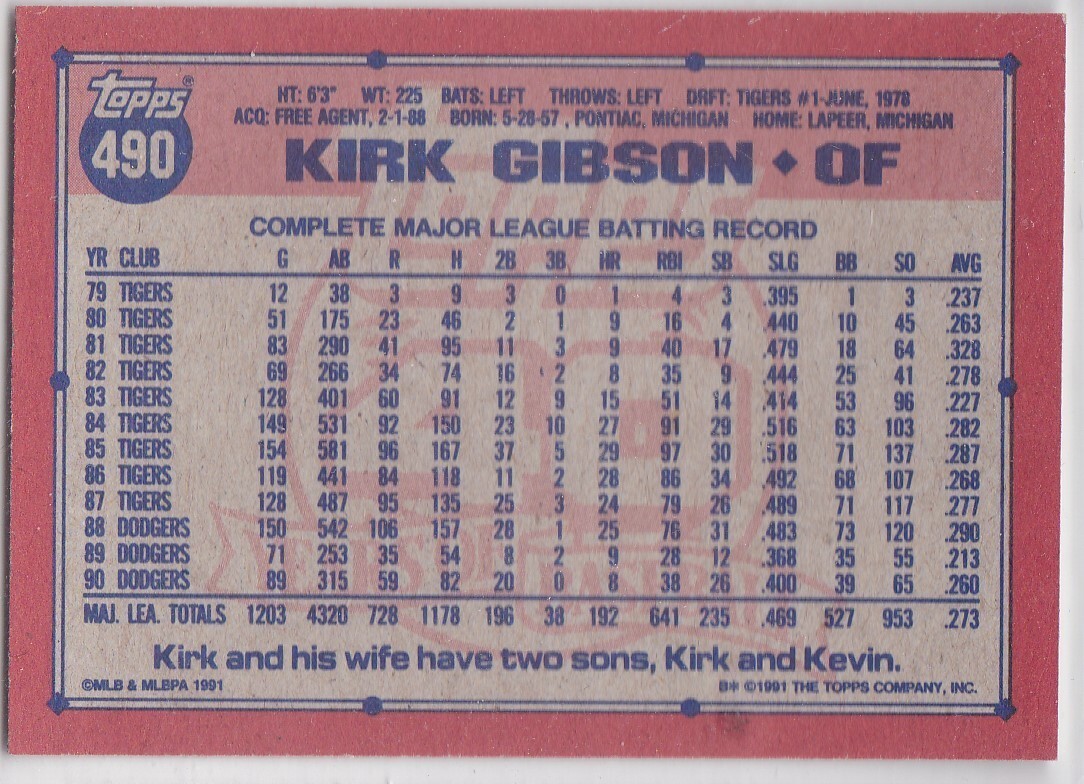 TOPPS®
490
HT: 6'3" WT: 225 BATS: LEFT THROWS: LEFT DRFT: TIGERS #1-JUNE, 1978
ACQ: FREE AGENT, 2-1-88 BORN: 5-28-57 , PONTIAC, MICHIGAN HOME: LAPEER, MICHIGAN
KIRK GIBSON ◆ OF
COMPLETE MAJOR LEAGUE BATTING RECORD
YR CLUB G AB R H 2B 3B HR RBI SB SLG BB SO AVG
79 TIGERS 12 38 3 9 3 0 1 4 3 .395 1 3 .237
80 TIGERS 51 175 23 46 2 1 9 16 4 .440 10 45 .263
81 TIGERS 83 290 41 95 11 3 9 40 17 .479 18 64 .328
82 TIGERS 69 266 34 74 16 2 8 35 9 .444 25 41 .278
83 TIGERS 128 401 60 91 12 9 15 51 14 .414 53 96 .227
84 TIGERS 149 531 92 150 23 10 27 91 29 .516 63 103 .282
85 TIGERS 154 581 96 167 37 5 29 97 30 .518 71 137 .287
86 TIGERS 119 441 84 118 11 2 28 86 34 .492 68 107 .268
87 TIGERS 128 487 95 135 25 3 24 79 26 .489 71 117 .277
88 DODGERS 150 542 106 157 28 1 25 76 31 .483 73 120 .290
89 DODGERS 71 253 35 54 8 2 9 28 12 .368 35 55 .213
90 DODGERS 89 315 59 82 20 0 8 38 26 .400 39 65 .260
MAJ. LEA. TOTALS 1203 4320 728 1178 196 38 192 641 235 .469 527 953 .273
Kirk and his wife have two sons, Kirk and Kevin.
©MLB & MLBPA 1991 B* ©1991 THE TOPPS COMPANY, INC.